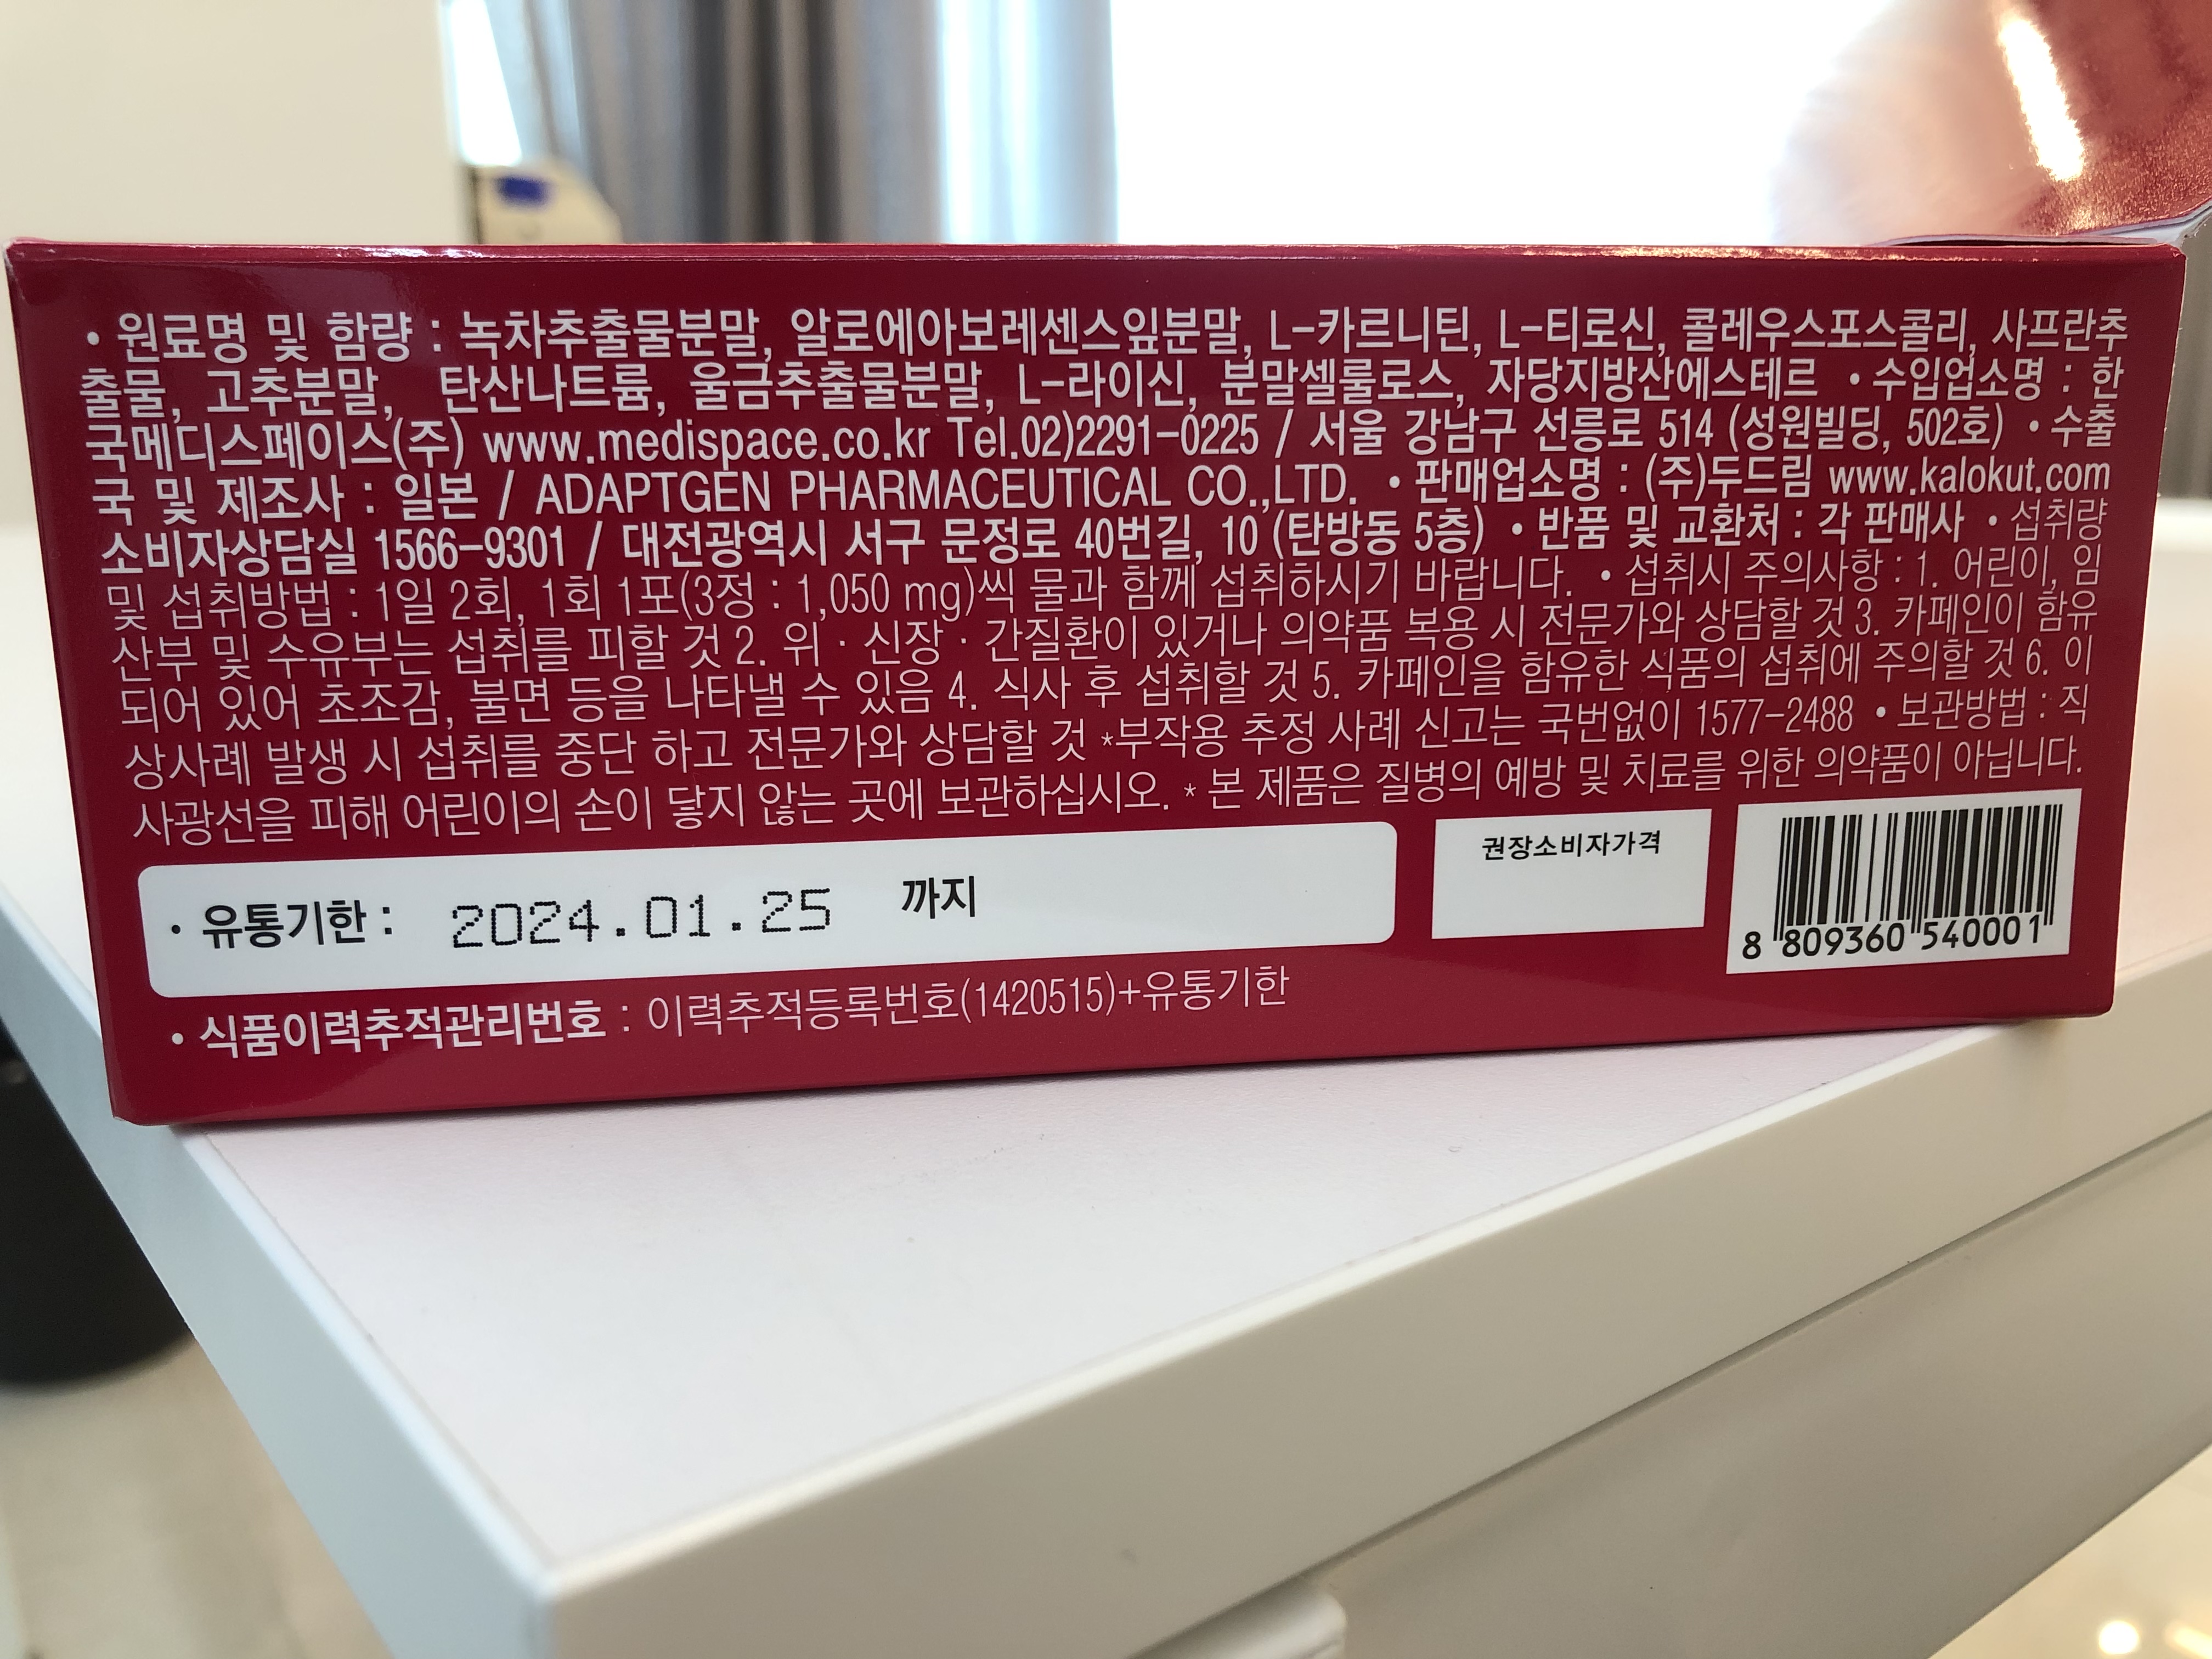 • 원료명 및 함량 : 녹차추출물분말, 알로에아보레센스잎분말, L-카르니틴, L-티로신, 콜레우스포스콜리, 사프란추
출물, 고추분말, 탄산나트륨, 울금추출물분말, L-라이신, 분말셀룰로스, 자당지방산에스테르 • 수입업소명 : 한
국메디스페이스(주) www.medispace.co.kr Tel.02)2291-0225 / 서울 강남구 선릉로 514 (성원빌딩, 502호) • 수출
국 및 제조사 : 일본 / ADAPTGEN PHARMACEUTICAL CO.,LTD. • 판매업소명 : (주)두드림 www.kalokut.com
소비자상담실 1566-9301 / 대전광역시 서구 문정로 40번길, 10 (탄방동 5층) • 반품 및 교환처 : 각 판매사 • 섭취량
및 섭취방법 : 1일 2회, 1회 1포(3정 : 1,050 mg)씩 물과 함께 섭취하시기 바랍니다. • 섭취시 주의사항 : 1. 어린이, 임
산부 및 수유부는 섭취를 피할 것 2. 위 · 신장 · 간질환이 있거나 의약품 복용 시 전문가와 상담할 것 3. 카페인이 함유
되어 있어 초조감, 불면 등을 나타낼 수 있음 4. 식사 후 섭취할 것 5. 카페인을 함유한 식품의 섭취에 주의할 것 6. 이
상사례 발생 시 섭취를 중단 하고 전문가와 상담할 것 *부작용 추정 사례 신고는 국번없이 1577-2488 • 보관방법 : 직
사광선을 피해 어린이의 손이 닿지 않는 곳에 보관하십시오. * 본 제품은 질병의 예방 및 치료를 위한 의약품이 아닙니다.
• 유통기한 : 2024.01.25 까지
권장소비자가격
8 809360 540001
• 식품이력추적관리번호 : 이력추적등록번호(1420515)+유통기한